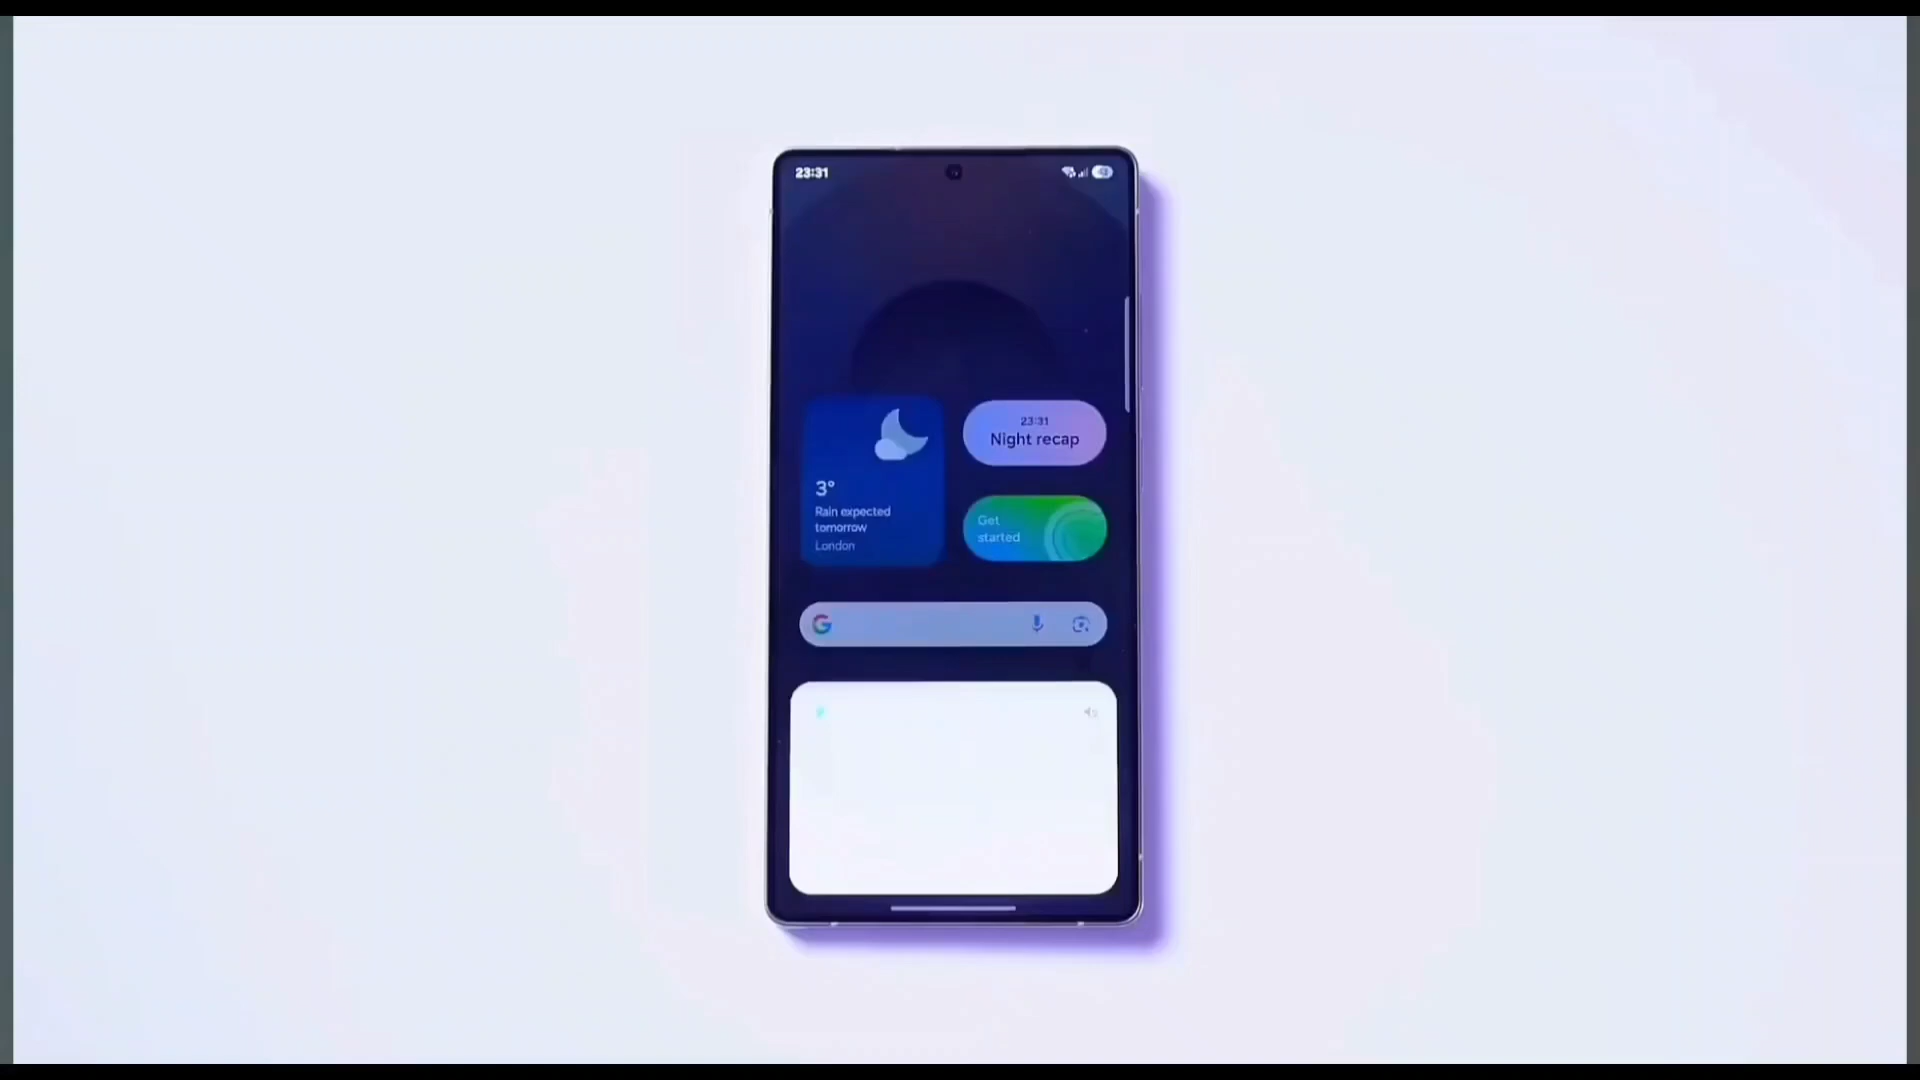 23:31
3°
Rain expected
tomorrow
London
23:31
Night recap
Get
started
G